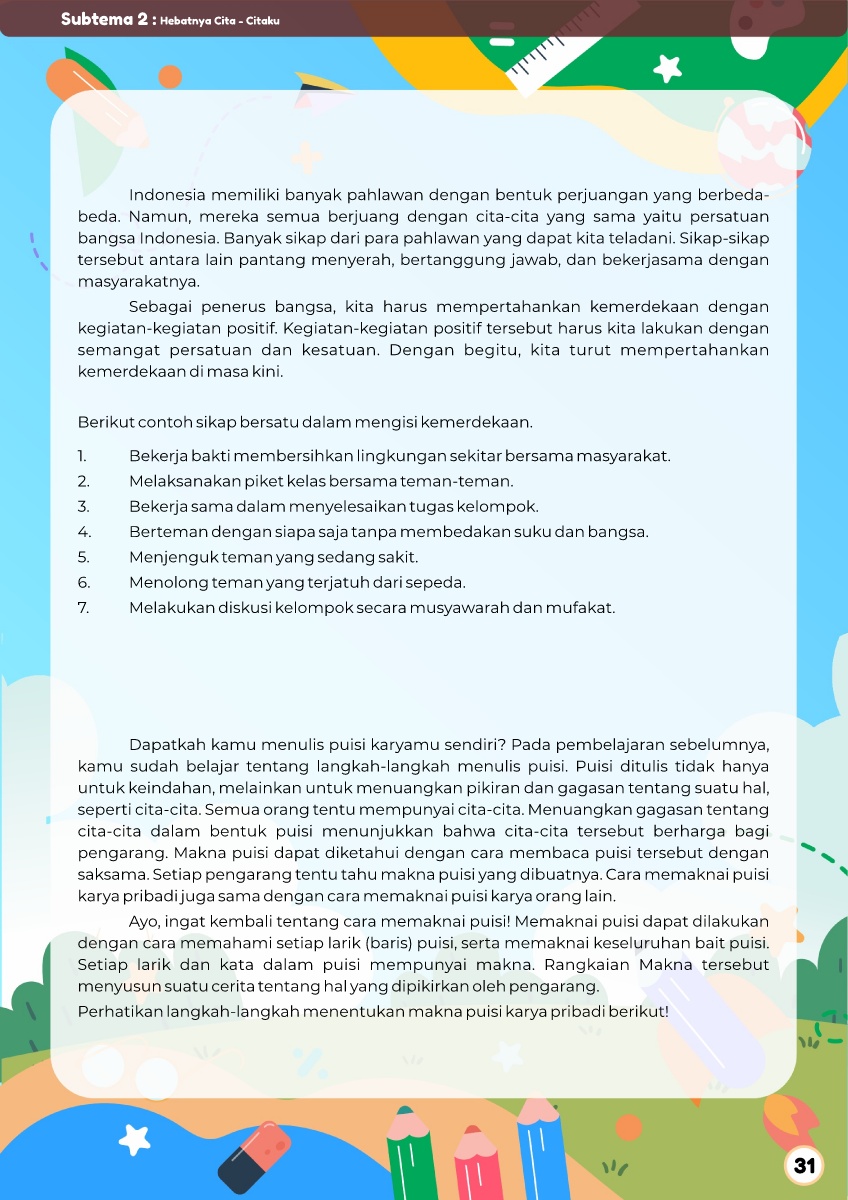 Subtema 2 : Hebatnya Cita - Citaku
Indonesia memiliki banyak pahlawan dengan bentuk perjuangan yang berbeda-
beda. Namun, mereka semua berjuang dengan cita-cita yang sama yaitu persatuan
bangsa Indonesia. Banyak sikap dari para pahlawan yang dapat kita teladani. Sikap-sikap
tersebut antara lain pantang menyerah, bertanggung jawab, dan bekerjasama dengan
masyarakatnya.
Sebagai penerus bangsa, kita harus mempertahankan kemerdekaan dengan
kegiatan-kegiatan positif. Kegiatan-kegiatan positif tersebut harus kita lakukan dengan
semangat persatuan dan kesatuan. Dengan begitu, kita turut mempertahankan
kemerdekaan di masa kini.
Berikut contoh sikap bersatu dalam mengisi kemerdekaan.
1. Bekerja bakti membersihkan lingkungan sekitar bersama masyarakat.
2. Melaksanakan piket kelas bersama teman-teman.
3. Bekerja sama dalam menyelesaikan tugas kelompok.
4. Berteman dengan siapa saja tanpa membedakan suku dan bangsa.
5. Menjenguk teman yang sedang sakit.
6. Menolong teman yang terjatuh dari sepeda.
7. Melakukan diskusi kelompok secara musyawarah dan mufakat.
Dapatkah kamu menulis puisi karyamu sendiri? Pada pembelajaran sebelumnya,
kamu sudah belajar tentang langkah-langkah menulis puisi. Puisi ditulis tidak hanya
untuk keindahan, melainkan untuk menuangkan pikiran dan gagasan tentang suatu hal,
seperti cita-cita. Semua orang tentu mempunyai cita-cita. Menuangkan gagasan tentang
cita-cita dalam bentuk puisi menunjukkan bahwa cita-cita tersebut berharga bagi
pengarang. Makna puisi dapat diketahui dengan cara membaca puisi tersebut dengan
saksama. Setiap pengarang tentu tahu makna puisi yang dibuatnya. Cara memaknai puisi
karya pribadi juga sama dengan cara memaknai puisi karya orang lain.
Ayo, ingat kembali tentang cara memaknai puisi! Memaknai puisi dapat dilakukan
dengan cara memahami setiap larik (baris) puisi, serta memaknai keseluruhan bait puisi.
Setiap larik dan kata dalam puisi mempunyai makna. Rangkaian Makna tersebut
menyusun suatu cerita tentang hal yang dipikirkan oleh pengarang.
Perhatikan langkah-langkah menentukan makna puisi karya pribadi berikut!
31